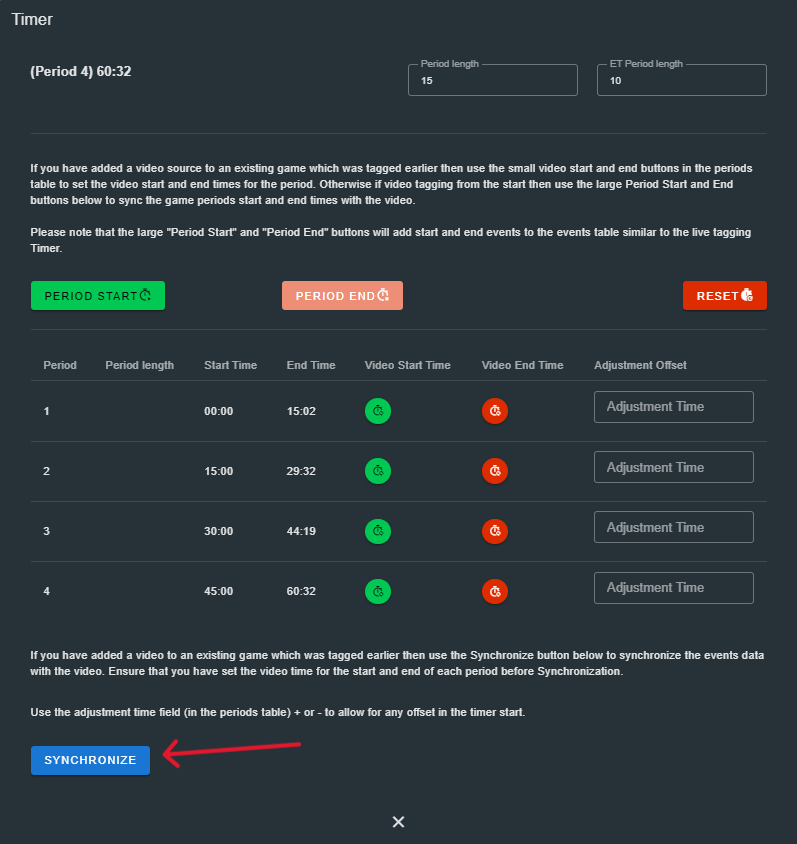 Timer
(Period 4) 60:32
Period length
15
ET Period length
10
If you have added a video source to an existing game which was tagged earlier then use the small video start and end buttons in the periods
table to set the video start and end times for the period. Otherwise if video tagging from the start then use the large Period Start and End
buttons below to sync the game periods start and end times with the video.
Please note that the large "Period Start" and "Period End" buttons will add start and end events to the events table similar to the live tagging
Timer.
PERIOD START
PERIOD END
RESET
Period Period length Start Time End Time Video Start Time Video End Time Adjustment Offset
1 00:00 15:02 Adjustment Time
2 15:00 29:32 Adjustment Time
3 30:00 44:19 Adjustment Time
4 45:00 60:32 Adjustment Time
If you have added a video to an existing game which was tagged earlier then use the Synchronize button below to synchronize the events data
with the video. Ensure that you have set the video time for the start and end of each period before Synchronization.
Use the adjustment time field (in the periods table) + or - to allow for any offset in the timer start.
SYNCHRONIZE